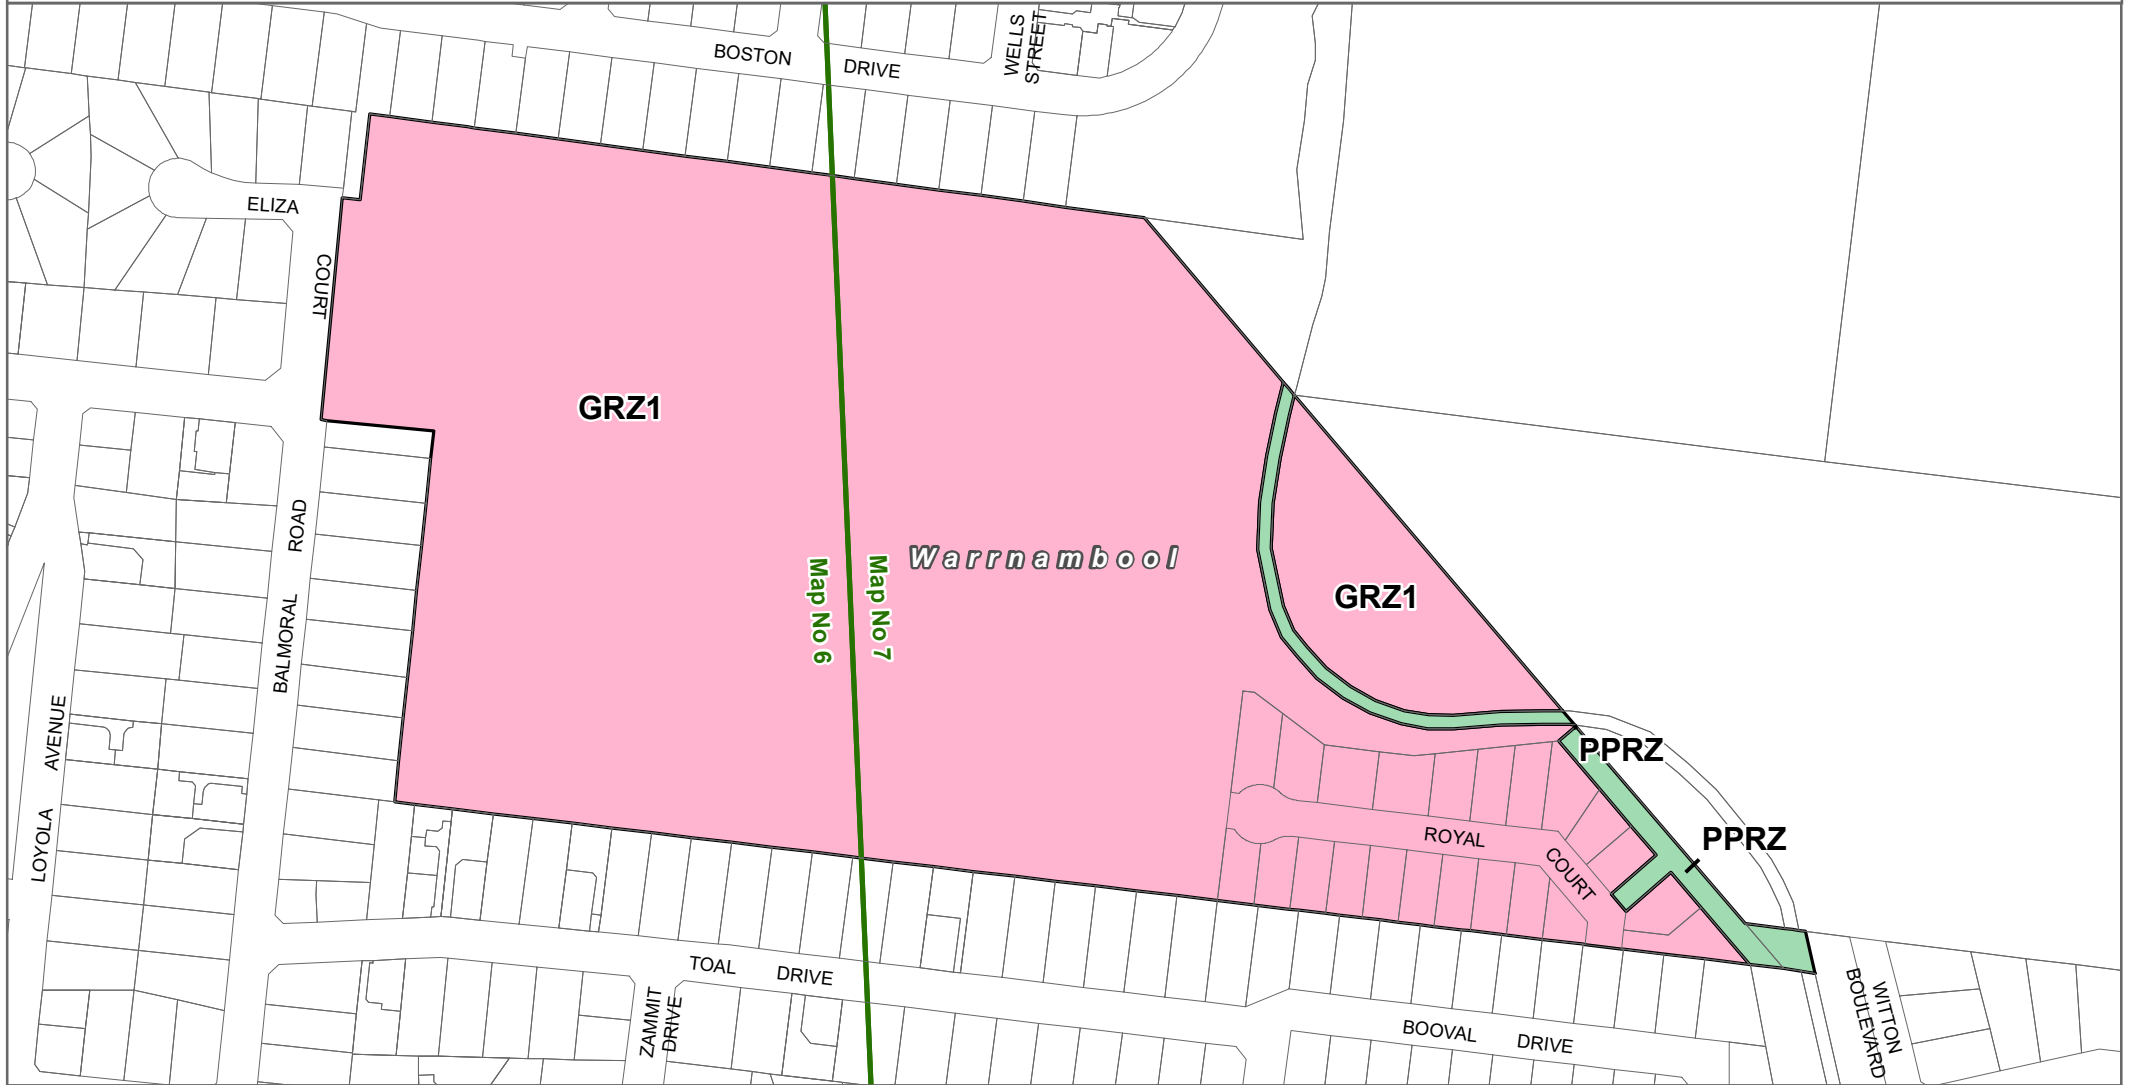 BOSTON DRIVE
WELLS
STREET
ELIZA
COURT
GRZ1
BALMORAL ROAD
Map No 6
Map No 7
Warrnambool
GRZ1
LOYOLA AVENUE
PPRZ
PPRZ
ROYAL
COURT
TOAL DRIVE
ZAMMIT
DRIVE
BOOVAL DRIVE
WITTON
BOULEVARD